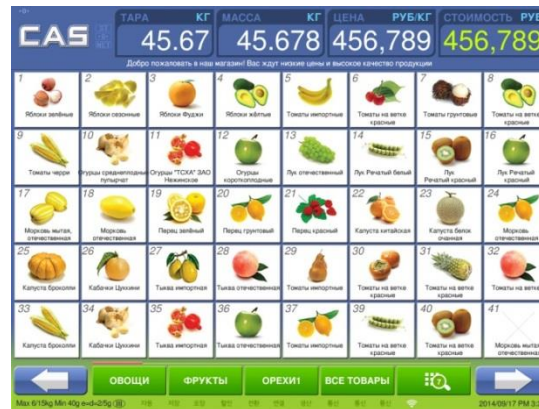 CAS
ТАРА КГ
МАССА КГ
ЦЕНА РУБ/КГ
СТОИМОСТЬ РУБ
45.67
45.678
456,789
456,789
Добро пожаловать в наш магазин! Вас ждут низкие цены и высокое качество продукции
1 2 3 4 5 6 7 8
Яблоки зелёные
Яблоки сезонные
Яблоки Фуджи
Яблоки жёлтые
Томаты импортные
Томаты на ветке красные
Томаты грунтовые
Томаты на ветке красные
9 10 11 12 13 14 15 16
Томаты черри
Огурцы среднеплодные пупырчат
Огурцы "ТСХА" ЗАО Нежинское
Огурцы короткоплодные
Лук отечественный
Лук Репчатый белый
Лук Репчатый красный
Лук Репчатый красный
17 18 19 20 21 22 23 24
Морковь мытая, отечественная
Морковь отечественная
Перец зелёный
Перец грунтовый
Перец красный
Капуста китайская
Капуста белок очанная
Томаты на ветке красные
25 26 27 28 29 30 31 32
Капуста броколли
Кабачки Цуккини
Тыква импортная
Тыква отечественная
Томаты импортные
Томаты на ветке красные
Томаты на ветке красные
Томаты на ветке
33 34 35 36 37 39 40 41
Капуста броколли
Кабачки Цуккини
Тыква импортная
Тыква отечественная
Томаты импортные
Томаты на ветке красные
Томаты на ветке красные
Морковь мытая отечественная
ОВОЩИ
ФРУКТЫ
ОРЕХИ1
ВСЕ ТОВАРЫ
7
Max 6/15kg Min 40g e=d=2/5g
2014/09/17 PM 3: